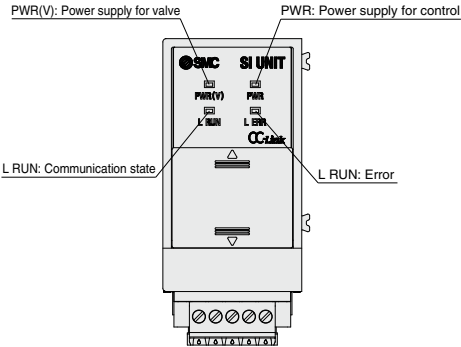 PWR(V): Power supply for valve
PWR: Power supply for control
SMC SI UNIT
PWR(V) PWR
L RUN L ERR
CC-Link
L RUN: Communication state
L RUN: Error